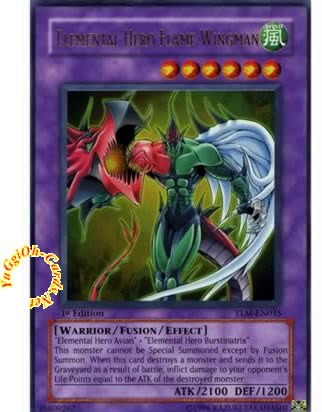 Elemental Hero Flame Wingman
風
YuGgiOh-Cards.Net
1st Edition
TLM-EN035
[Warrior/Fusion/Effect]
"Elemental Hero Avian" + "Elemental Hero Burstinatrix"
This monster cannot be Special Summoned except by Fusion
Summon. When this card destroys a monster and sends it to the
Graveyard as a result of battle, inflict damage to your opponent's
Life Points equal to the ATK of the destroyed monster.
ATK/2100 DEF/1200